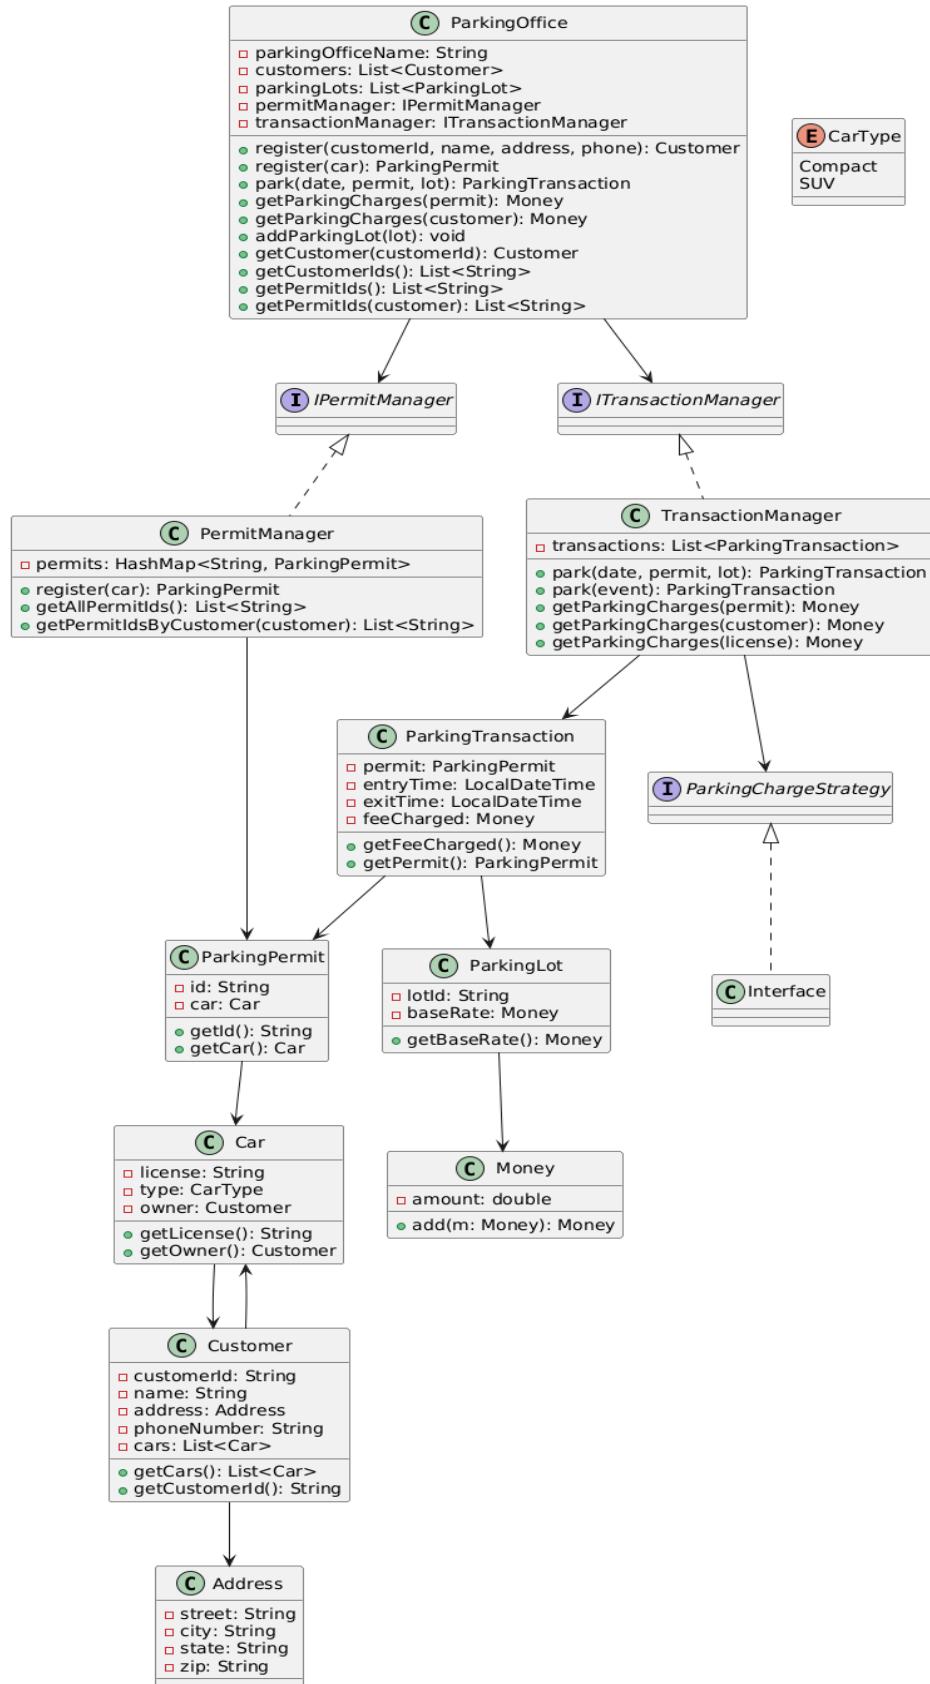 C ParkingOffice
parkingOfficeName: String
customers: List<Customer>
parkingLots: List<ParkingLot>
permitManager: IPermitManager
transactionManager: ITransactionManager
register(customerId, name, address, phone): Customer
register(car): ParkingPermit
park(date, permit, lot): ParkingTransaction
getParkingCharges(permit): Money
getParkingCharges(customer): Money
addParkingLot(lot): void
getCustomer(customerId): Customer
getCustomerIds(): List<String>
getPermitIds(): List<String>
getPermitIds(customer): List<String>
E CarType
Compact
SUV
I IPermitManager
I ITransactionManager
C PermitManager
permits: HashMap<String, ParkingPermit>
register(car): ParkingPermit
getAllPermitIds(): List<String>
getPermitIdsByCustomer(customer): List<String>
C TransactionManager
transactions: List<ParkingTransaction>
park(date, permit, lot): ParkingTransaction
park(event): ParkingTransaction
getParkingCharges(permit): Money
getParkingCharges(customer): Money
getParkingCharges(license): Money
C ParkingTransaction
permit: ParkingPermit
entryTime: LocalDateTime
exitTime: LocalDateTime
feeCharged: Money
getFeeCharged(): Money
getPermit(): ParkingPermit
I ParkingChargeStrategy
C ParkingPermit
id: String
car: Car
getId(): String
getCar(): Car
C ParkingLot
lotId: String
baseRate: Money
getBaseRate(): Money
C Interface
C Car
license: String
type: CarType
owner: Customer
getLicense(): String
getOwner(): Customer
C Money
amount: double
add(m: Money): Money
C Customer
customerId: String
name: String
address: Address
phoneNumber: String
cars: List<Car>
getCars(): List<Car>
getCustomerId(): String
C Address
street: String
city: String
state: String
zip: String